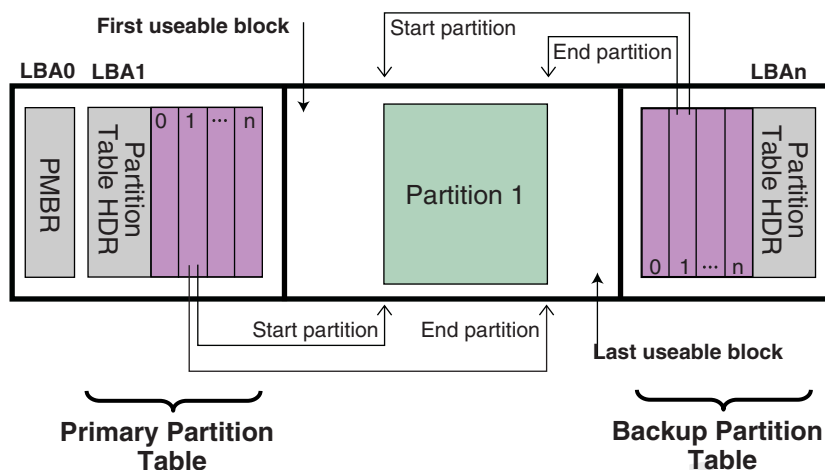 First useable block
Start partition
End partition
LBA0
LBA1
LBAn
PMBR
Partition
Table HDR
0 1 ... n
Partition 1
0 1 ... n
Partition
Table HDR
Start partition
End partition
Last useable block
Primary Partition
Table
Backup Partition
Table